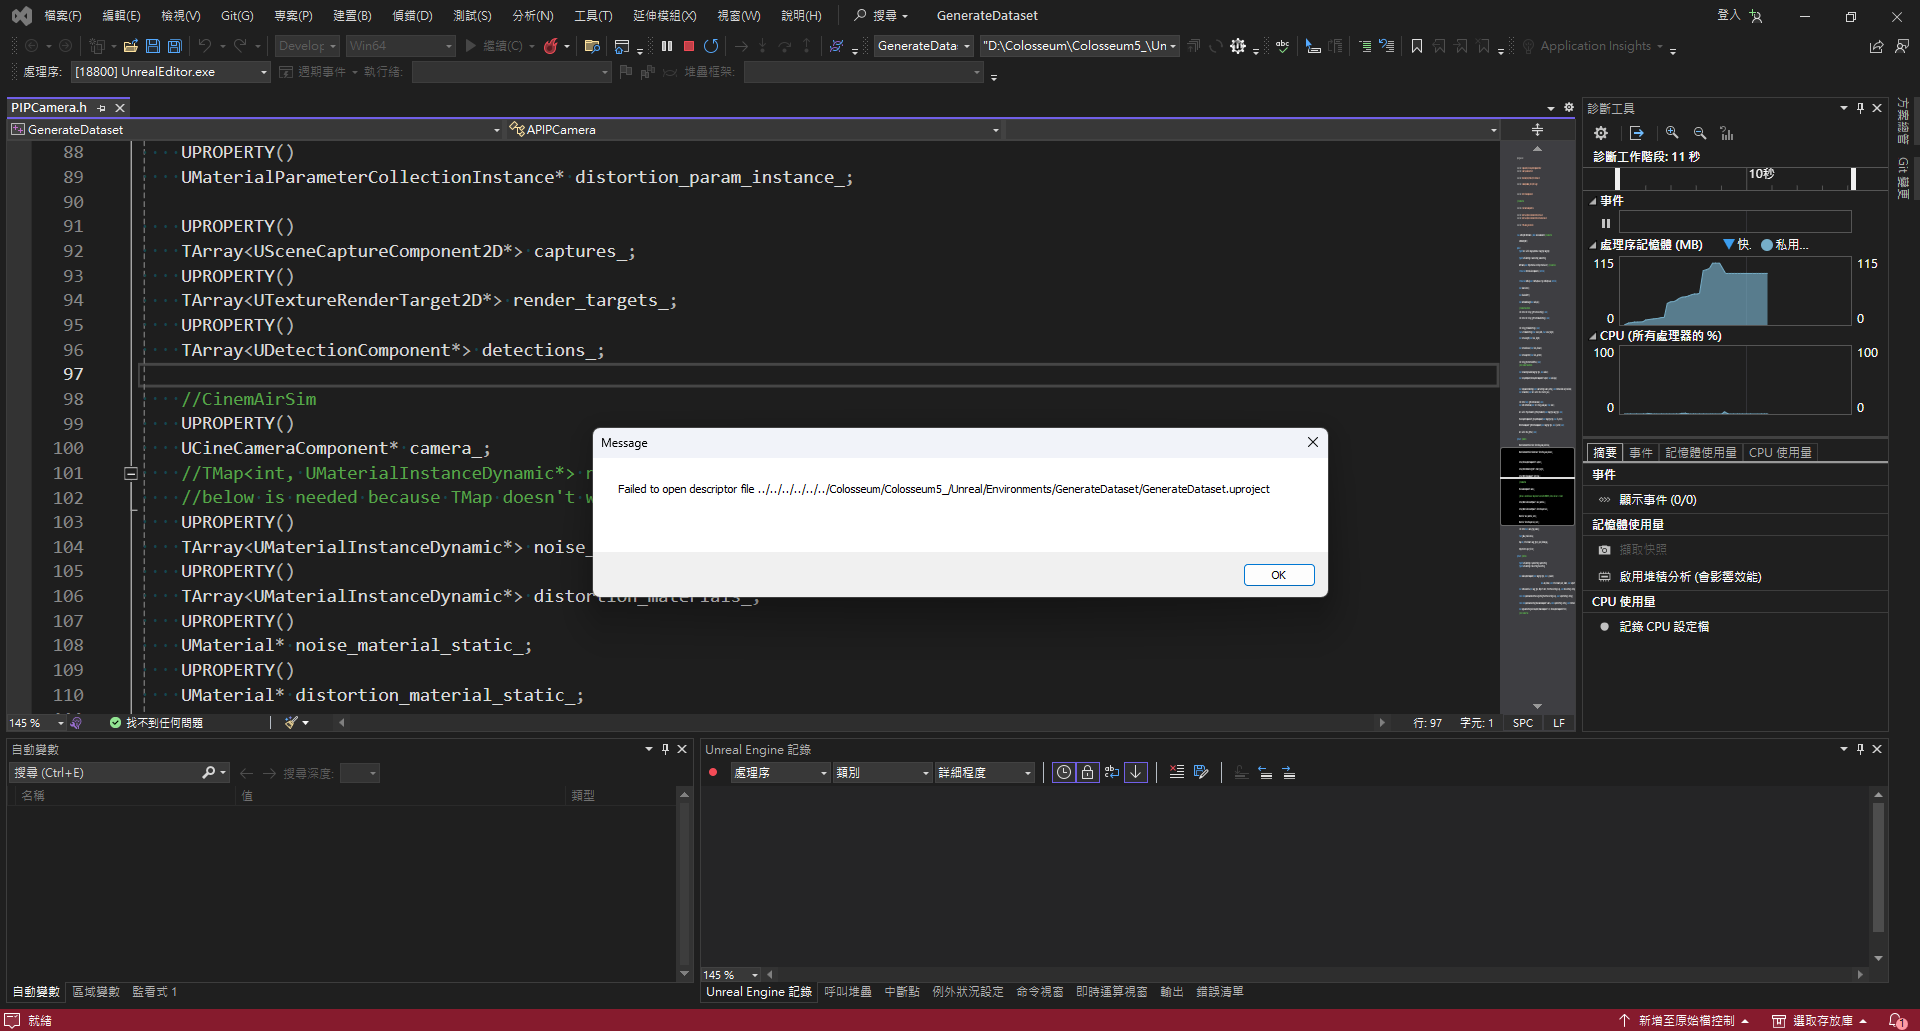 檔案(F) 編輯(E) 檢視(V) Git(G) 專案(P) 建置(B) 偵錯(D) 測試(S) 分析(N) 工具(T) 延伸模組(X) 視窗(W) 說明(H) 搜尋 GenerateDataset 登入
Develop Win64 繼續(C) GenerateData: "D:\Colosseum\Colosseum5_\Un abc Application Insights
處理序: [18800] UnrealEditor.exe 週期事件 執行緒: 堆疊框架:
PIPCamera.h
GenerateDataset APIPCamera
88 UPROPERTY()
89 UMaterialParameterCollectionInstance* distortion_param_instance_;
90
91 UPROPERTY()
92 TArray<USceneCaptureComponent2D*> captures_;
93 UPROPERTY()
94 TArray<UTextureRenderTarget2D*> render_targets_;
95 UPROPERTY()
96 TArray<UDetectionComponent*> detections_;
97
98 //CinemAirSim
99 UPROPERTY()
100 UCineCameraComponent* camera_;
101 //TMap<int, UMaterialInstanceDynamic*>
102 //below is needed because TMap doesn't
103 UPROPERTY()
104 TArray<UMaterialInstanceDynamic*> noise_
105 UPROPERTY()
106 TArray<UMaterialInstanceDynamic*> distortion_materials_;
107 UPROPERTY()
108 UMaterial* noise_material_static_;
109 UPROPERTY()
110 UMaterial* distortion_material_static_;
145 % 找不到任何問題 行: 97 字元: 1 SPC LF
Message
Failed to open descriptor file ../../../../../../Colosseum/Colosseum5_/Unreal/Environments/GenerateDataset/GenerateDataset.uproject
OK
診斷工具
診斷工作階段: 11 秒
10秒
事件
處理序記憶體 (MB) 快. 私用...
115 115
0 0
CPU (所有處理器的 %)
100 100
0 0
摘要 事件 記憶體使用量 CPU 使用量
事件
顯示事件 (0/0)
記憶體使用量
擷取快照
啟用堆積分析 (會影響效能)
CPU 使用量
記錄 CPU 設定檔
方案總管
Git 變更
自動變數
搜尋 (Ctrl+E) 搜尋深度:
名稱 值 類型
自動變數 區域變數 監看式 1
Unreal Engine 記錄
處理序 類別 詳細程度
145 %
Unreal Engine 記錄 呼叫堆疊 中斷點 例外狀況設定 命令視窗 即時運算視窗 輸出 錯誤清單
就緒 新增至原始檔控制 選取存放庫 1